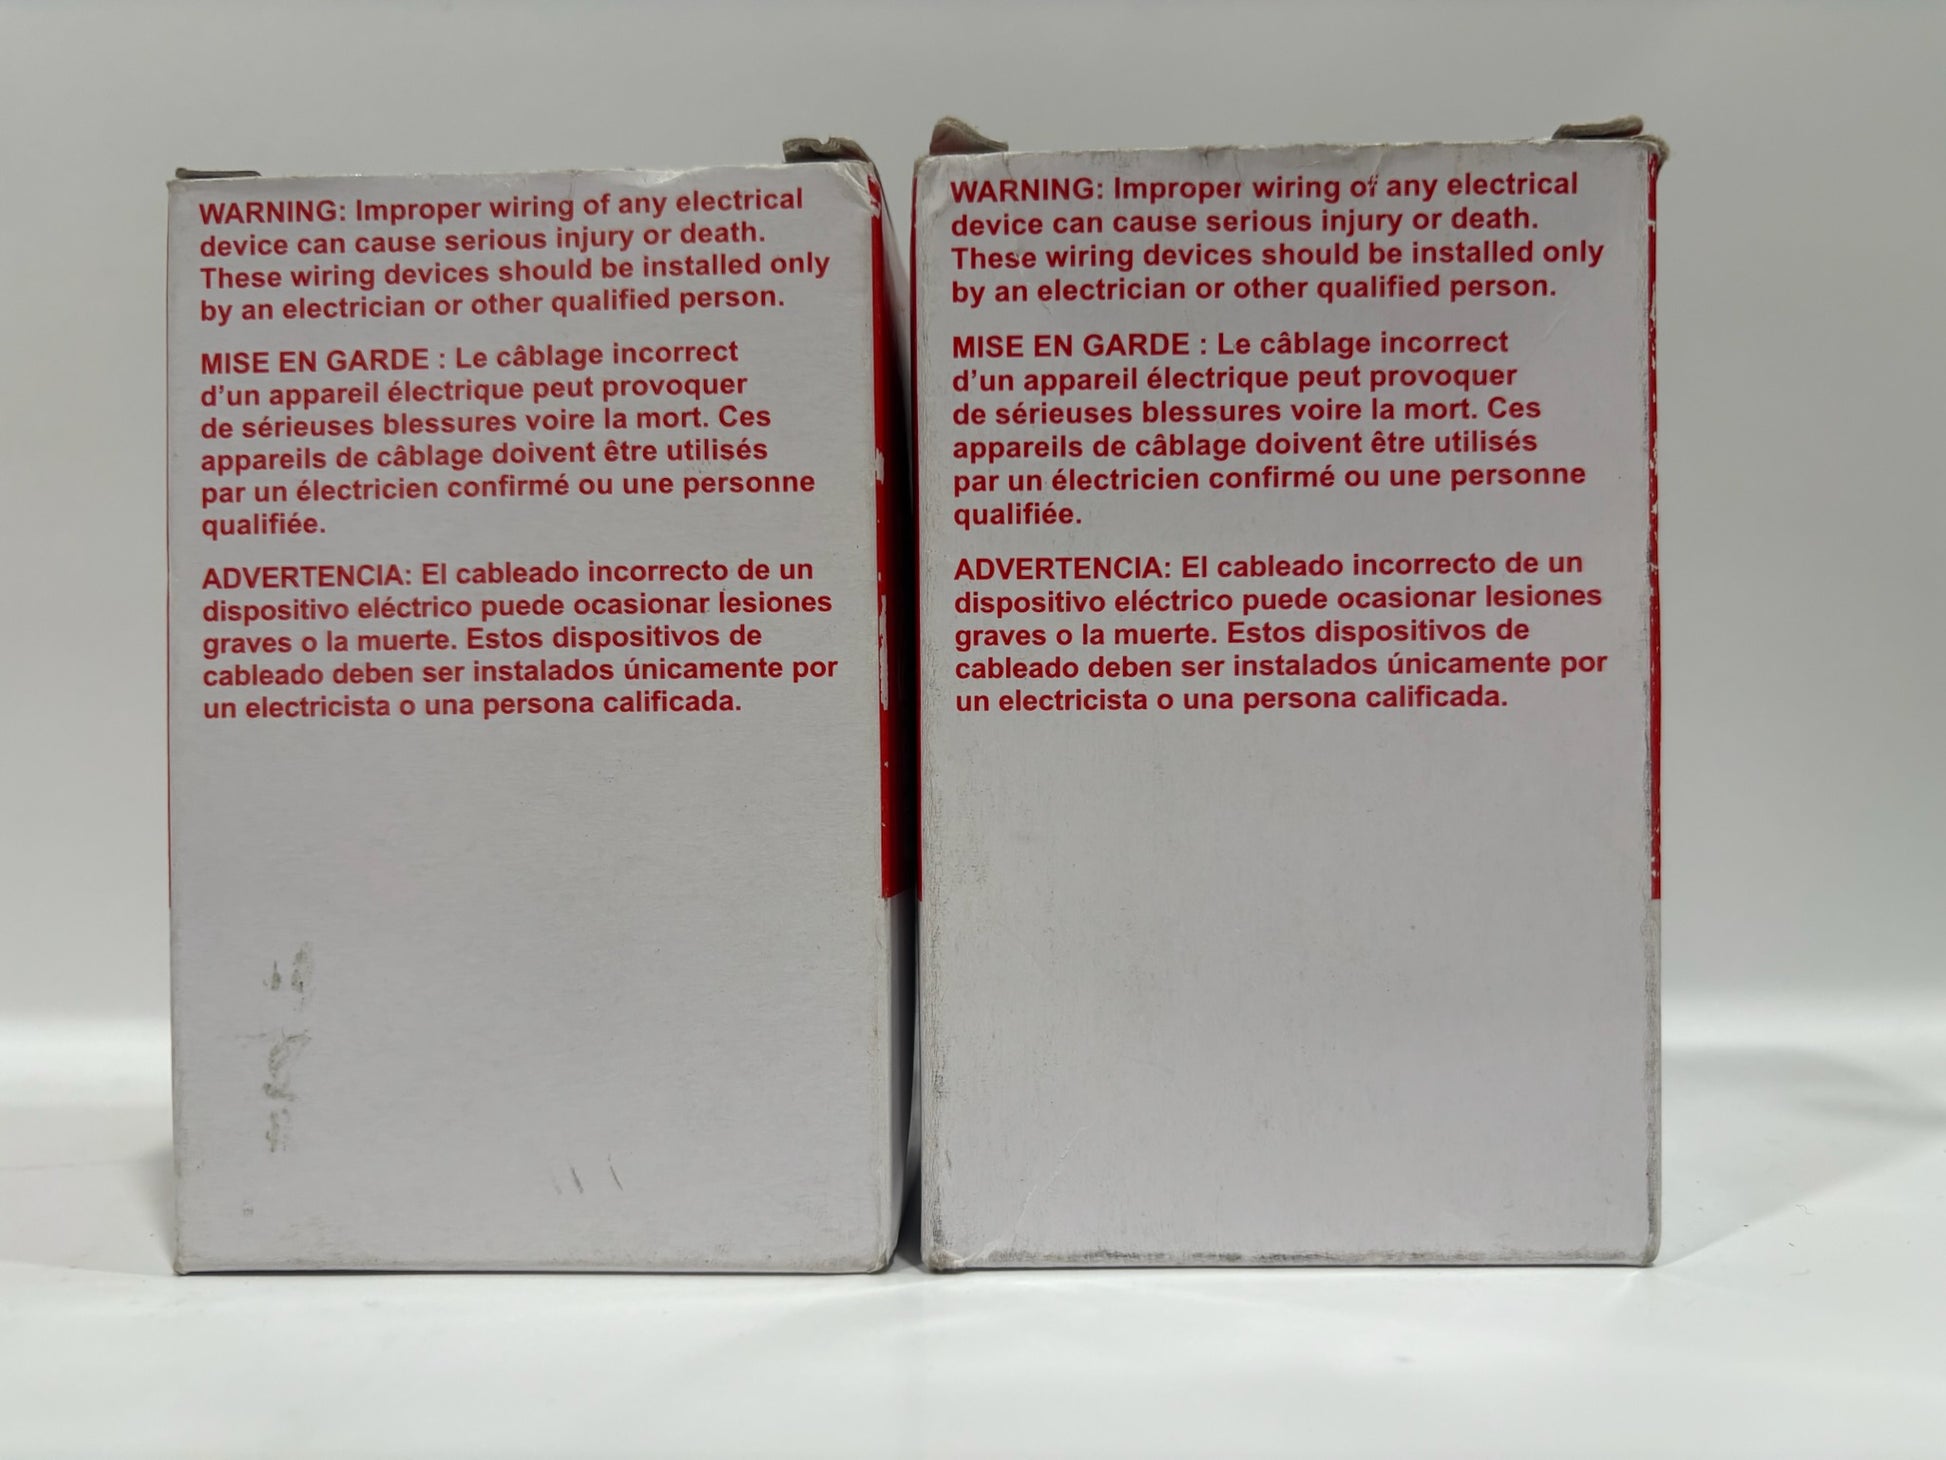 WARNING: Improper wiring of any electrical
device can cause serious injury or death.
These wiring devices should be installed only
by an electrician or other qualified person.
MISE EN GARDE : Le câblage incorrect
d’un appareil électrique peut provoquer
de sérieuses blessures voire la mort. Ces
appareils de câblage doivent être utilisés
par un électricien confirmé ou une personne
qualifiée.
ADVERTENCIA: El cableado incorrecto de un
dispositivo eléctrico puede ocasionar lesiones
graves o la muerte. Estos dispositivos de
cableado deben ser instalados únicamente por
un electricista o una persona calificada.
WARNING: Improper wiring of any electrical
device can cause serious injury or death.
These wiring devices should be installed only
by an electrician or other qualified person.
MISE EN GARDE : Le câblage incorrect
d’un appareil électrique peut provoquer
de sérieuses blessures voire la mort. Ces
appareils de câblage doivent être utilisés
par un électricien confirmé ou une personne
qualifiée.
ADVERTENCIA: El cableado incorrecto de un
dispositivo eléctrico puede ocasionar lesiones
graves o la muerte. Estos dispositivos de
cableado deben ser instalados únicamente por
un electricista o una persona calificada.